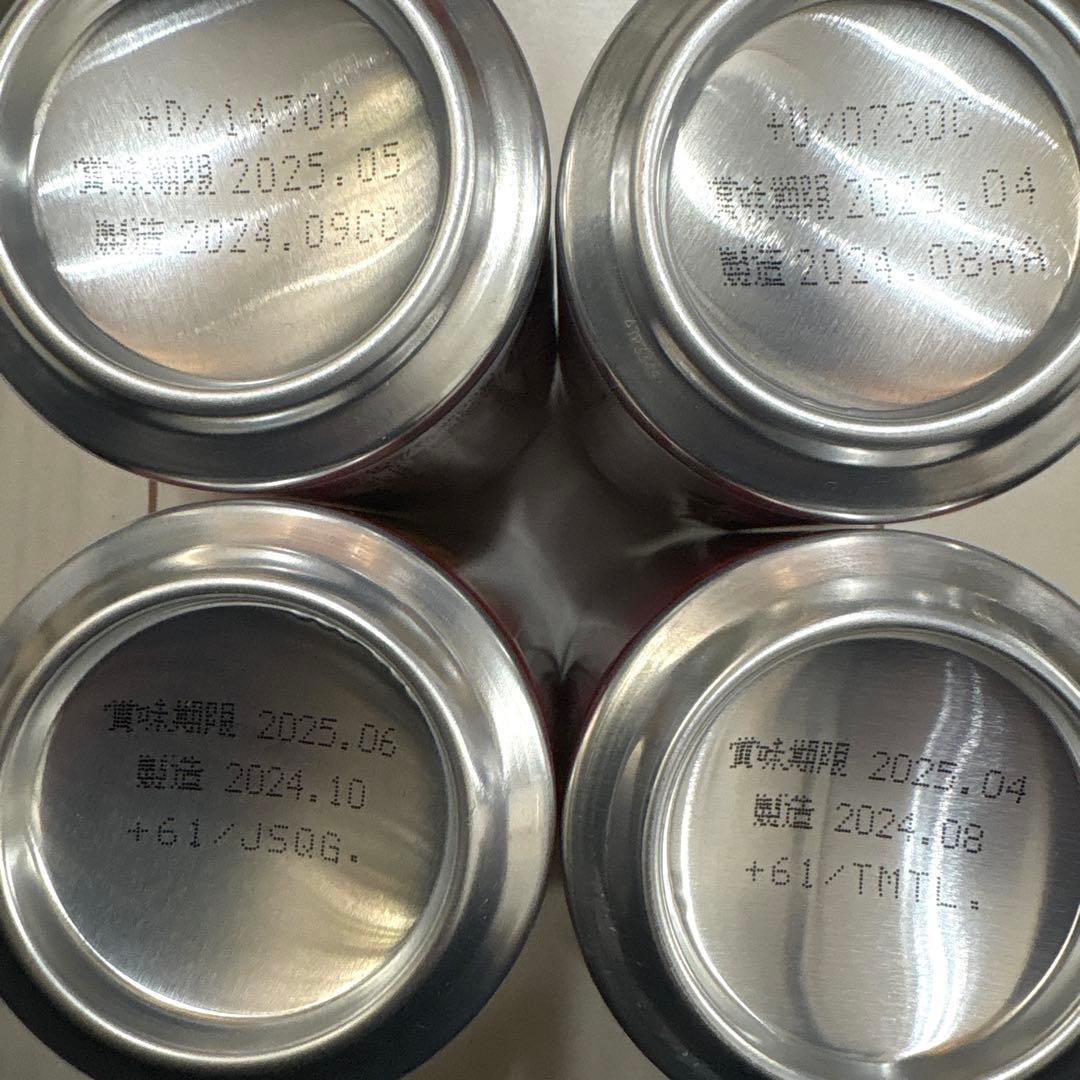 +D/1430A
賞味期限 2025.05
製造 2024.09CC
賞味期限 2025.04
製造 2024.08AA
賞味期限 2025.06
製造 2024.10
+61/JSQG.
賞味期限 2025.04
製造 2024.08
+61/TMTL.